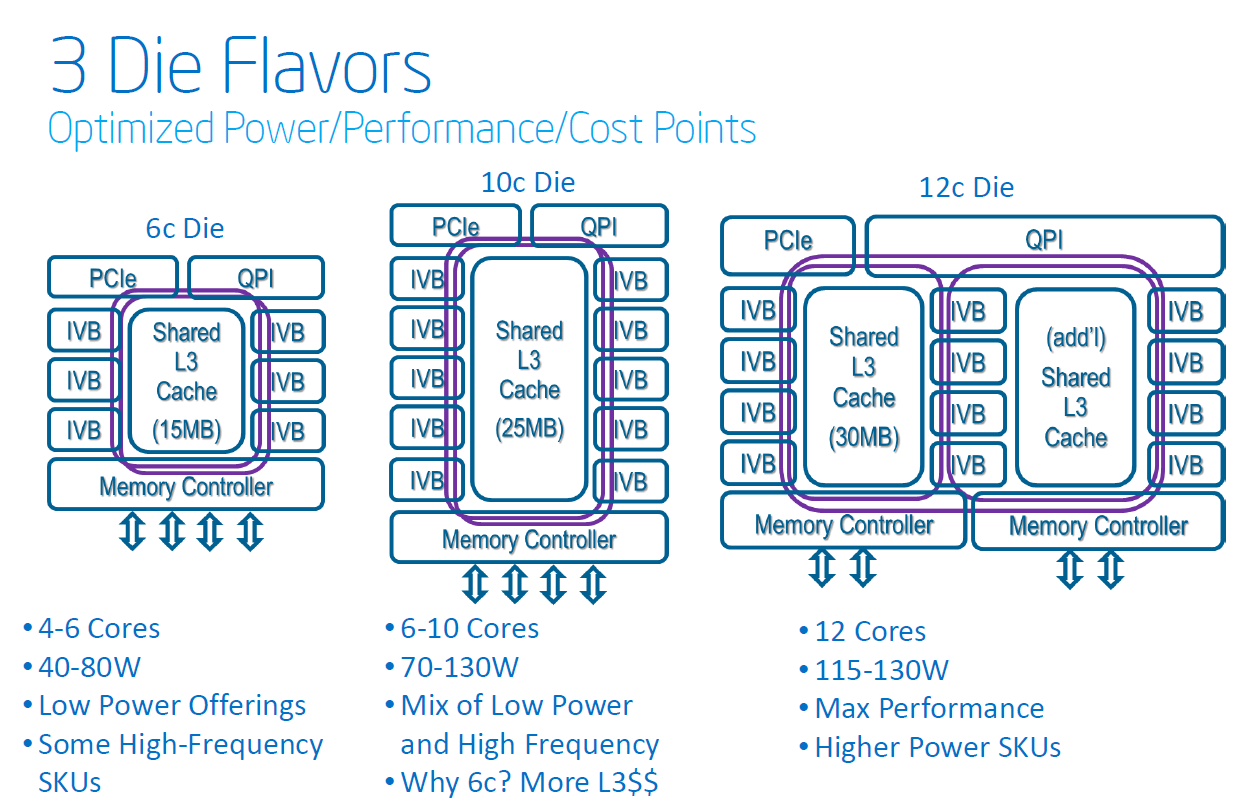 3 Die Flavors
Optimized Power/Performance/Cost Points
6c Die
PCIe
QPI
IVB
IVB
IVB
Shared
L3
Cache
(15MB)
IVB
IVB
IVB
Memory Controller
• 4-6 Cores
• 40-80W
• Low Power Offerings
• Some High-Frequency
SKUs
10c Die
PCIe
QPI
IVB
IVB
IVB
IVB
IVB
Shared
L3
Cache
(25MB)
IVB
IVB
IVB
IVB
IVB
Memory Controller
• 6-10 Cores
• 70-130W
• Mix of Low Power
and High Frequency
• Why 6c? More L3$$
12c Die
PCIe
QPI
IVB
IVB
IVB
IVB
Shared
L3
Cache
(30MB)
IVB
IVB
IVB
IVB
(add'l)
Shared
L3
Cache
IVB
IVB
IVB
IVB
Memory Controller
Memory Controller
• 12 Cores
• 115-130W
• Max Performance
• Higher Power SKUs